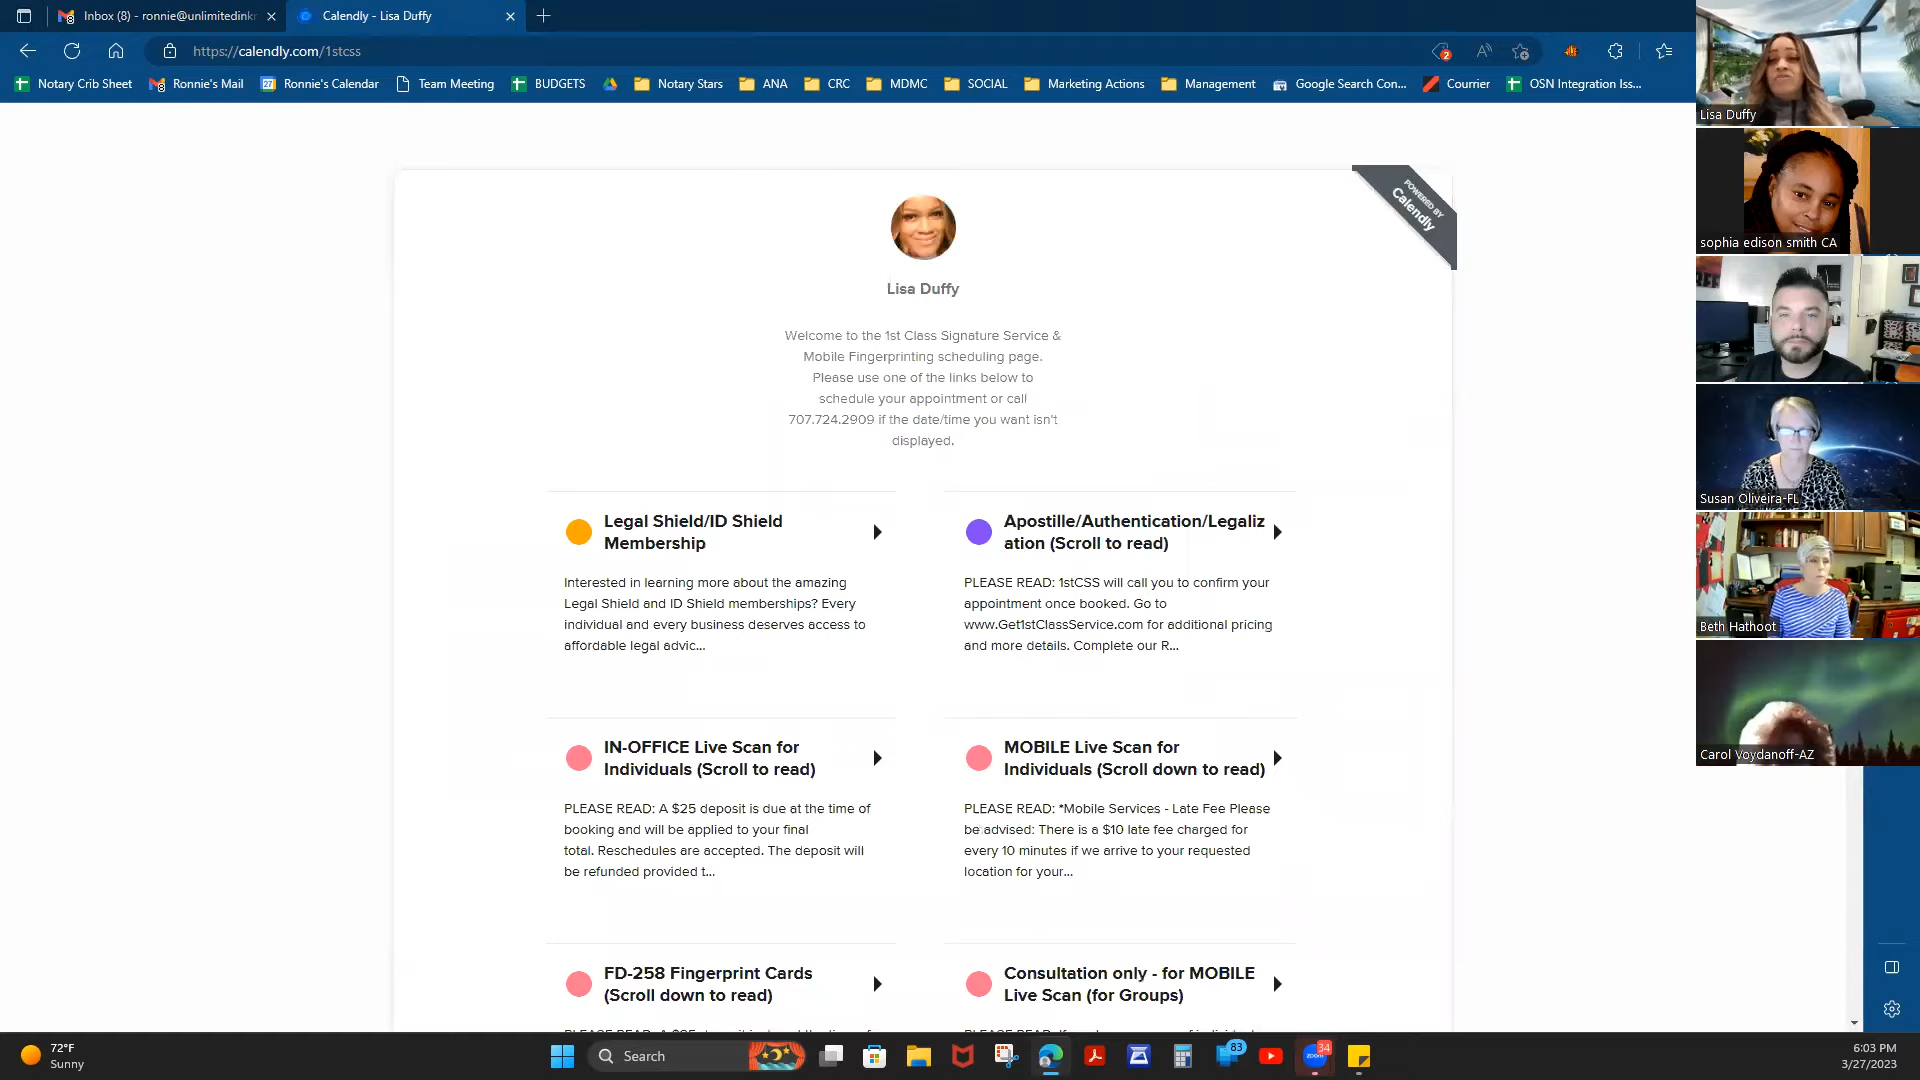 Inbox (8) - ronnie@unlimitedink
Calendly - Lisa Duffy
https://calendly.com/1stcss
2
Notary Crib Sheet
Ronnie's Mail
27
Ronnie's Calendar
Team Meeting
BUDGETS
Notary Stars
ANA
CRC
MDMC
SOCIAL
Marketing Actions
Management
Google Search Con...
Courrier
OSN Integration Iss...
POWERED BY
Calendly
Lisa Duffy
Welcome to the 1st Class Signature Service &
Mobile Fingerprinting scheduling page.
Please use one of the links below to
schedule your appointment or call
707.724.2909 if the date/time you want isn't
displayed.
Legal Shield/ID Shield
Membership
Interested in learning more about the amazing
Legal Shield and ID Shield memberships? Every
individual and every business deserves access to
affordable legal advic...
Apostille/Authentication/Legaliz
ation (Scroll to read)
PLEASE READ: 1stCSS will call you to confirm your
appointment once booked. Go to
www.Get1stClassService.com for additional pricing
and more details. Complete our R...
IN-OFFICE Live Scan for
Individuals (Scroll to read)
PLEASE READ: A $25 deposit is due at the time of
booking and will be applied to your final
total. Reschedules are accepted. The deposit will
be refunded provided t...
MOBILE Live Scan for
Individuals (Scroll down to read)
PLEASE READ: *Mobile Services - Late Fee Please
be advised: There is a $10 late fee charged for
every 10 minutes if we arrive to your requested
location for your...
FD-258 Fingerprint Cards
(Scroll down to read)
Consultation only - for MOBILE
Live Scan (for Groups)
Lisa Duffy
sophia edison smith CA
Susan Oliveira-FL
Beth Hathoot
Carol Voydanoff-AZ
72°F
Sunny
Search
83
zoom
34
6:03 PM
3/27/2023